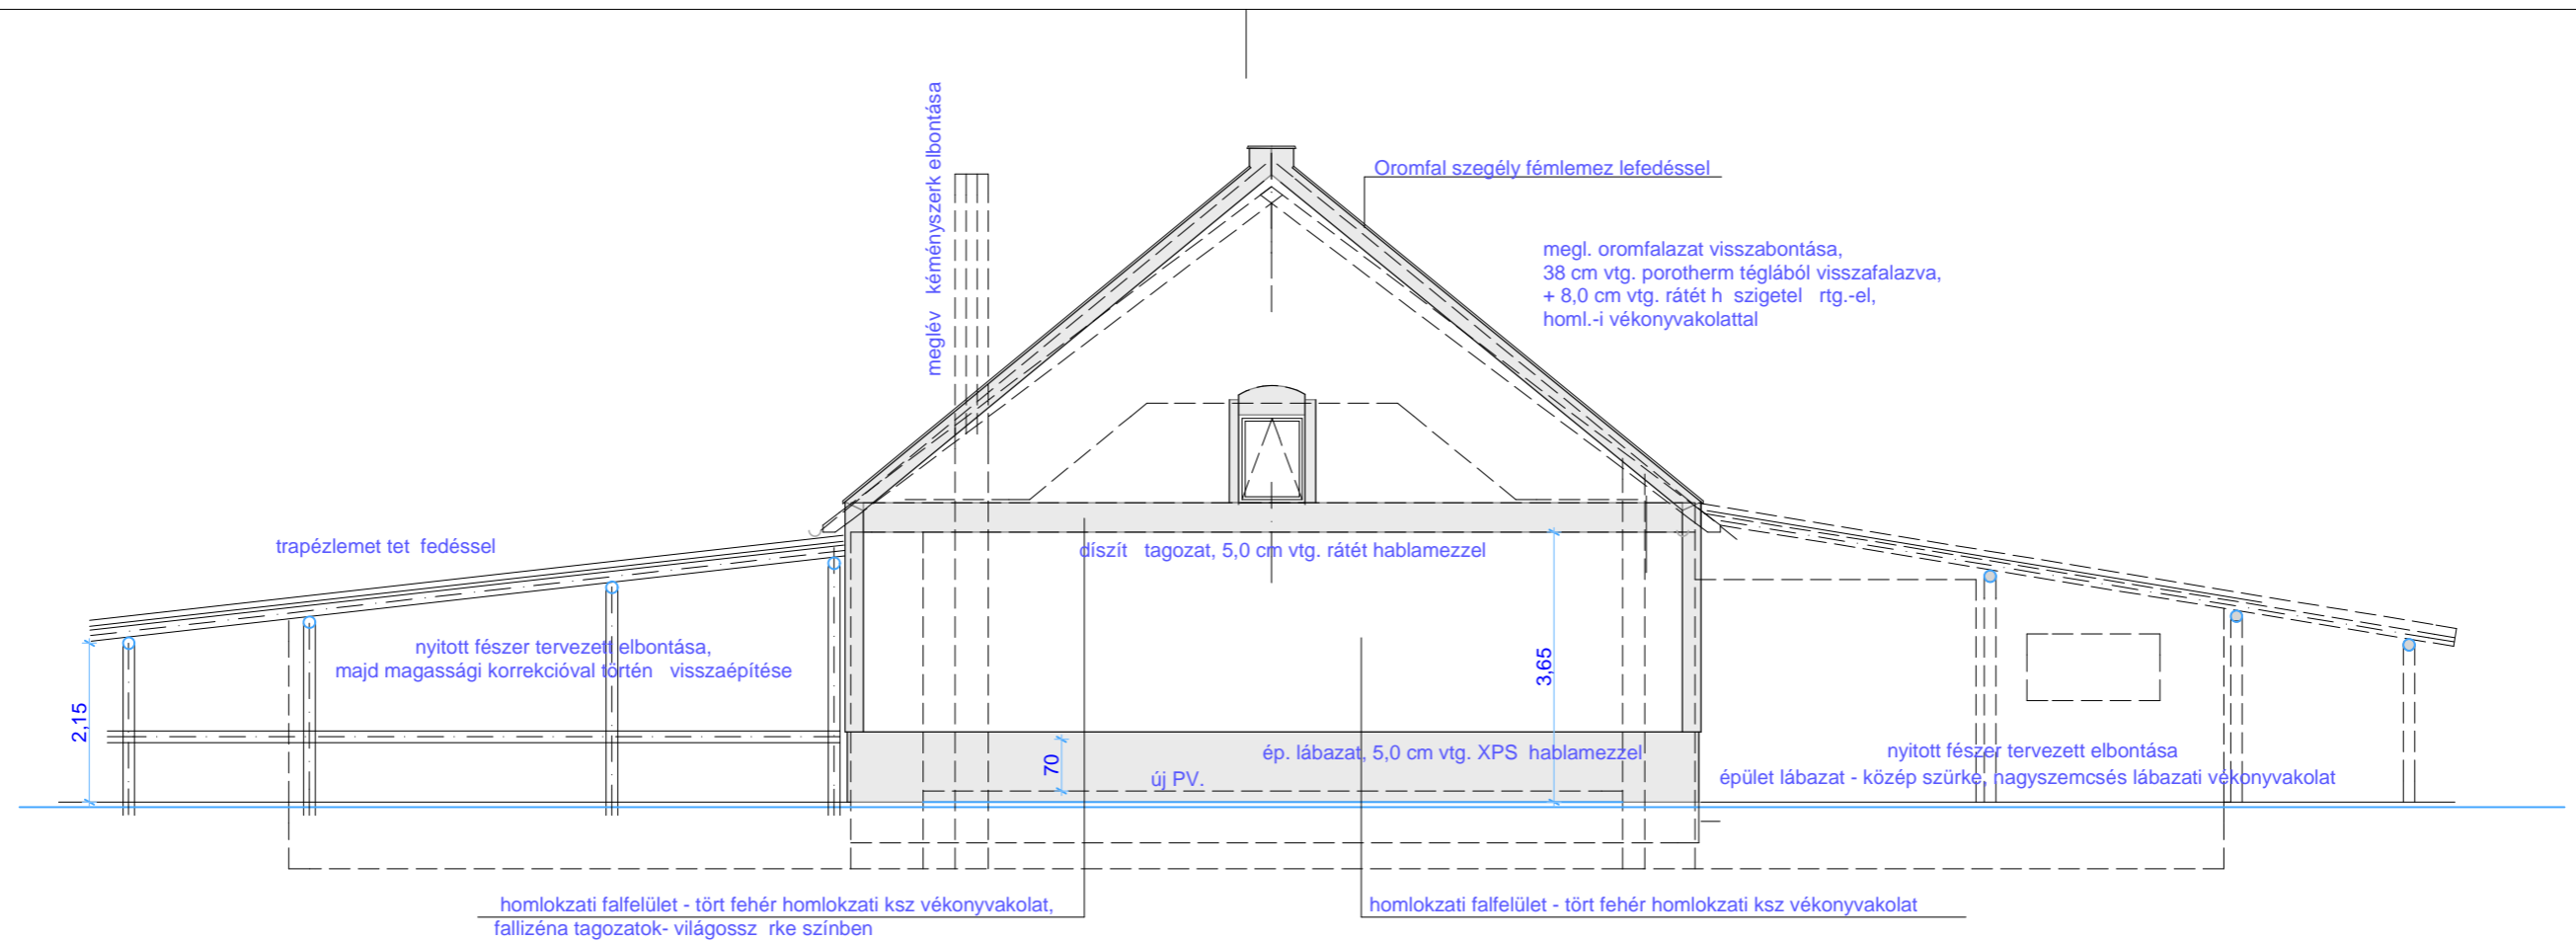 meglév kéményszerk elbontása
Oromfal szegély fémlemez lefedéssel
megl. oromfalazat visszabontása,
38 cm vtg. porotherm téglából visszafalazva,
+ 8,0 cm vtg. rátét h szigetel rtg.-el,
homl.-i vékonyvakolattal
trapézlemet tet fedéssel
díszít tagozat, 5,0 cm vtg. rátét hablamezzel
nyitott fészer tervezett elbontása,
majd magassági korrekcióval történ visszaépítése
3,65
2,15
70
ép. lábazat, 5,0 cm vtg. XPS hablamezzel
új PV.
nyitott fészer tervezett elbontása
épület lábazat - közép szürke, nagyszemcsés lábazati vékonyvakolat
homlokzati falfelület - tört fehér homlokzati ksz vékonyvakolat,
fallizéna tagozatok- világossz rke színben
homlokzati falfelület - tört fehér homlokzati ksz vékonyvakolat